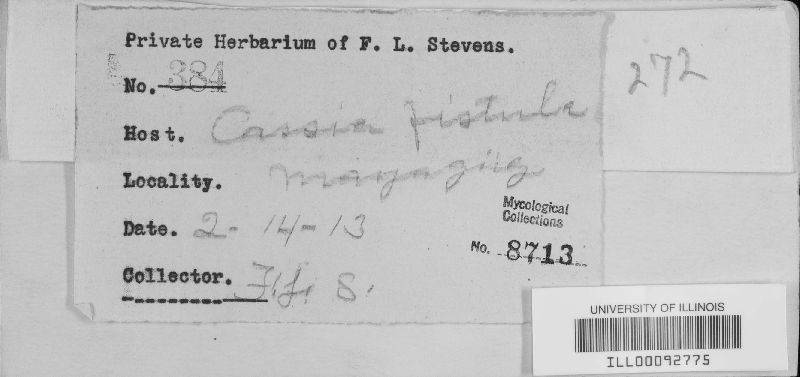 Private Herbarium of F. L. Stevens.
No. 384
272
Host. Cassia fistula
Locality. Mayagüez
Date. 2-14-13
Mycological
Collections
No. 8713
Collector. F. L. S.
UNIVERSITY OF ILLINOIS
ILL00092775